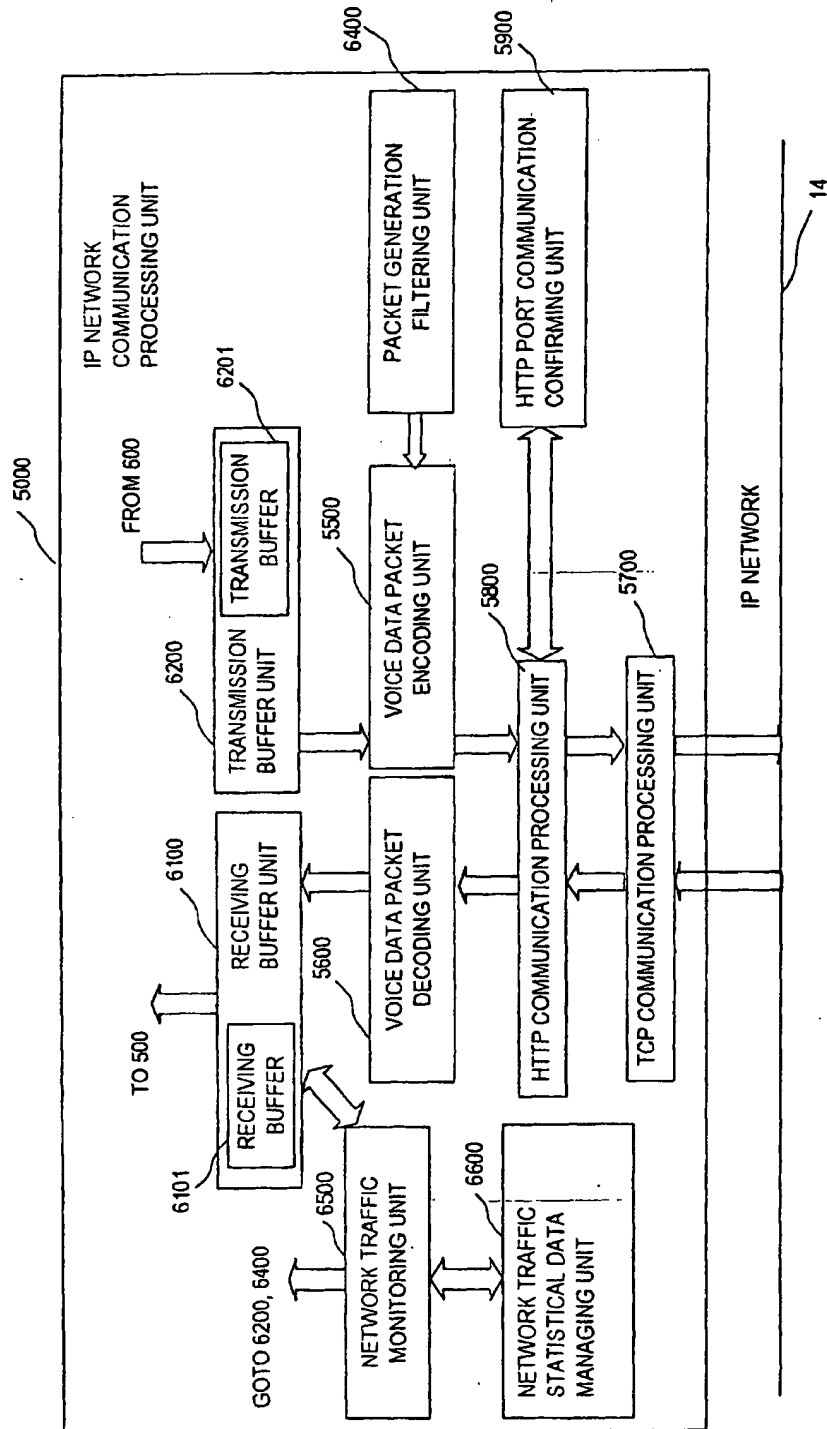 5000
IP NETWORK
COMMUNICATION
PROCESSING UNIT
FROM 600
TO 500
GOTO 6200, 6400
6101
RECEIVING
BUFFER
6100
RECEIVING
BUFFER UNIT
6200
TRANSMISSION
BUFFER UNIT
6201
TRANSMISSION
BUFFER
6500
NETWORK TRAFFIC
MONITORING UNIT
5600
VOICE DATA PACKET
DECODING UNIT
5500
VOICE DATA PACKET
ENCODING UNIT
6400
PACKET GENERATION
FILTERING UNIT
6600
NETWORK TRAFFIC
STATISTICAL DATA
MANAGING UNIT
5800
HTTP COMMUNICATION PROCESSING UNIT
5900
HTTP PORT COMMUNICATION-
CONFIRMING UNIT
5700
TCP COMMUNICATION PROCESSING UNIT
IP NETWORK
14